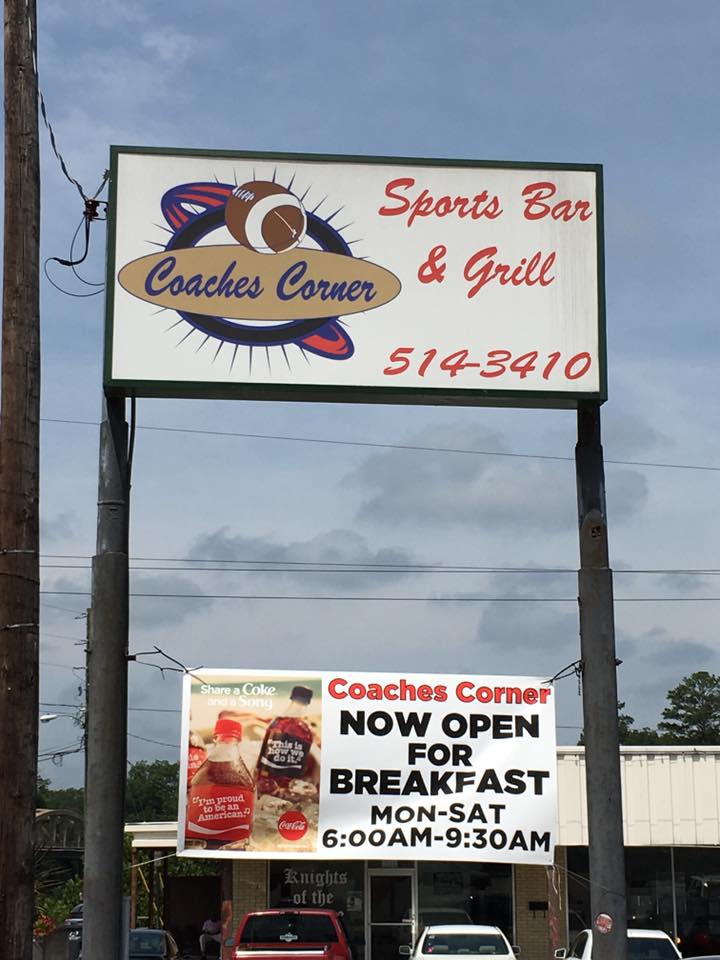 Coaches Corner
Sports Bar
& Grill
514-3410
Share a Coke
and a Song
"This is
how we
do it."
"I'm proud
to be an
American."
Coca-Cola
Coaches Corner
NOW OPEN
FOR
BREAKFAST
MON-SAT
6:00AM-9:30AM
Knights
of the